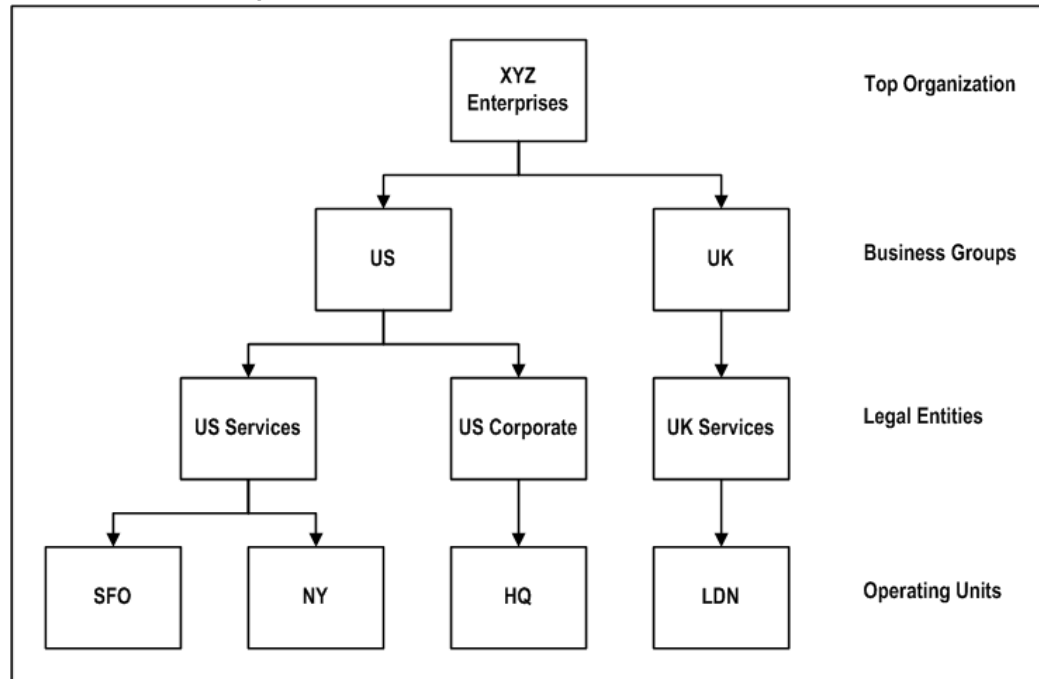 XYZ
Enterprises
Top Organization
US
UK
Business Groups
US Services
US Corporate
UK Services
Legal Entities
SFO
NY
HQ
LDN
Operating Units